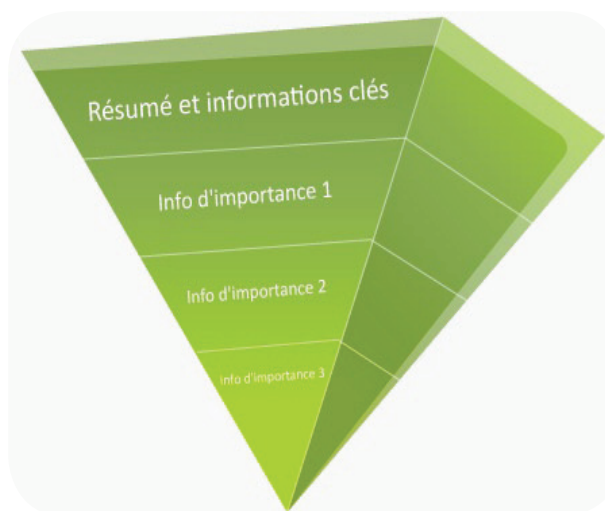 Résumé et informations clés
Info d'importance 1
Info d'importance 2
Info d'importance 3